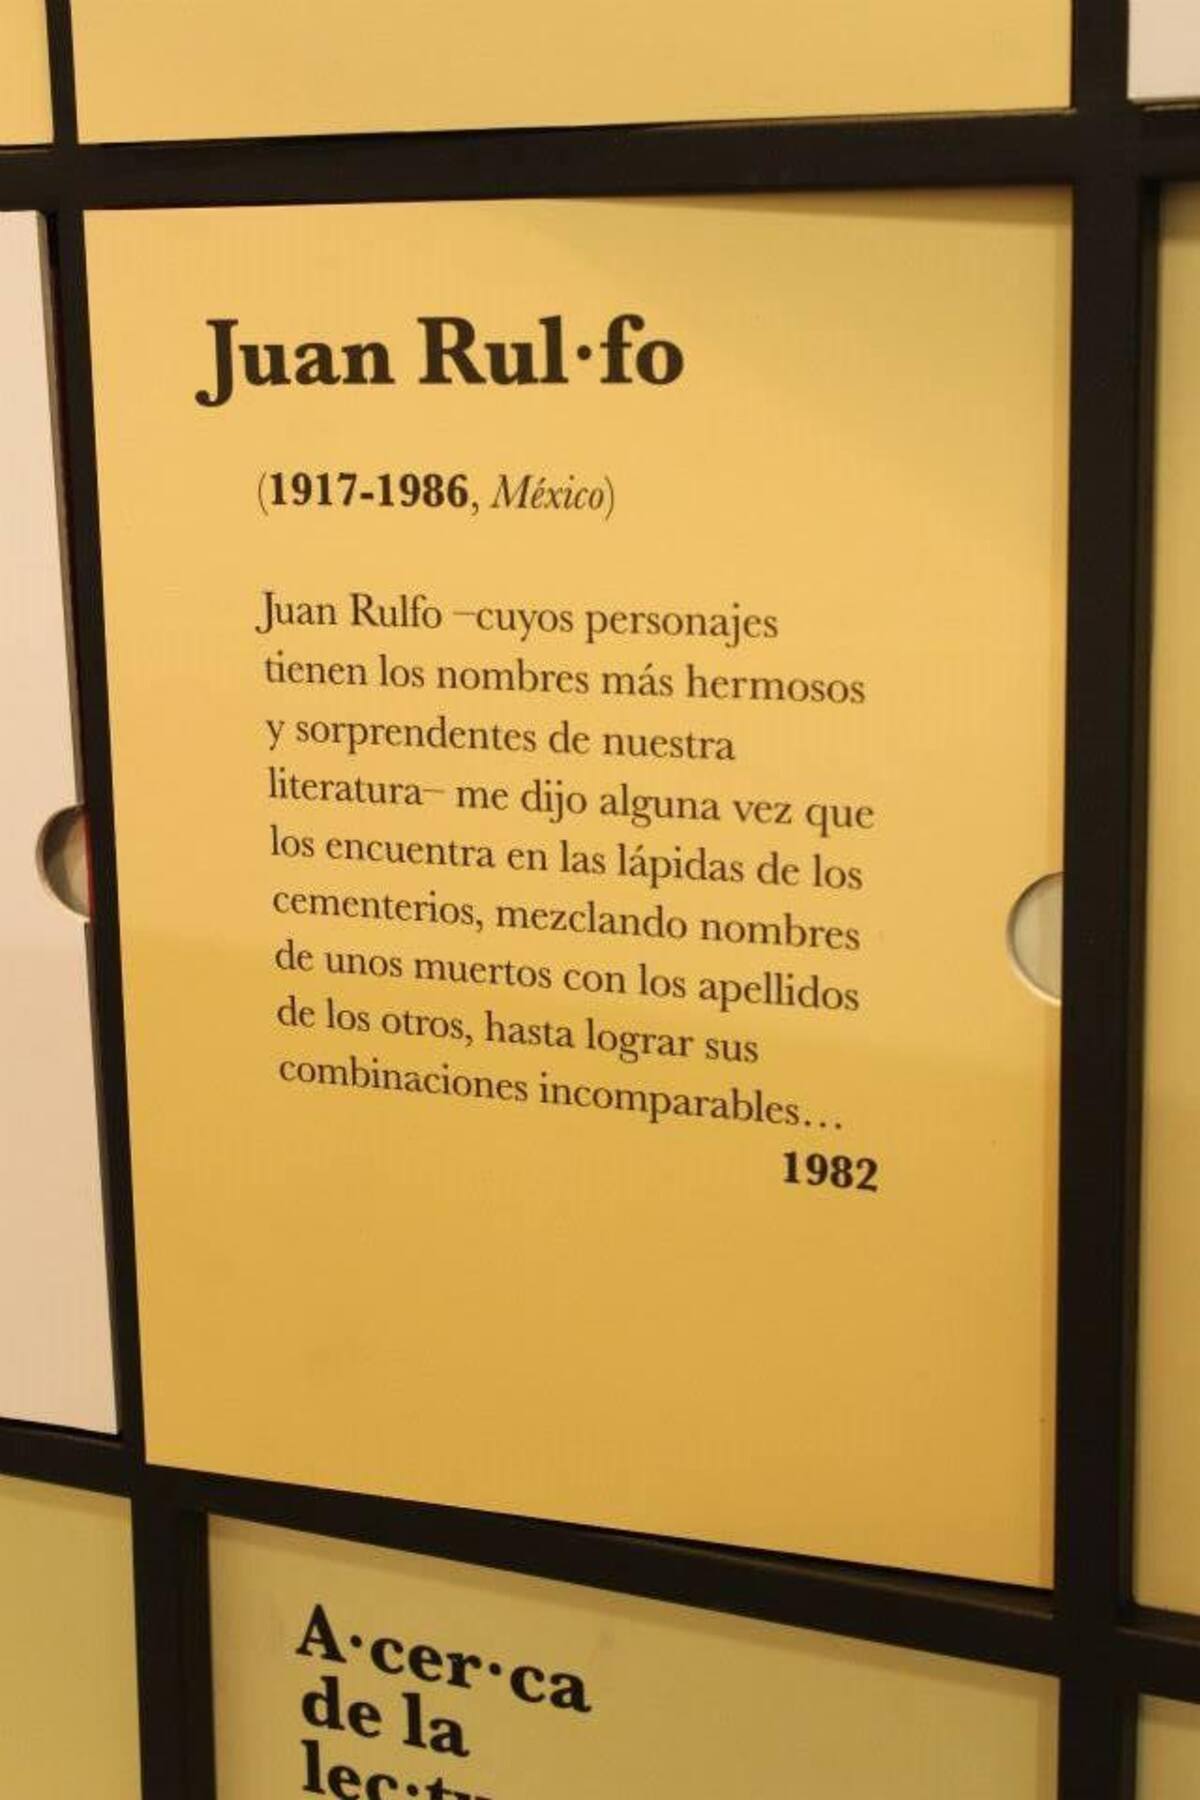 Juan Rul·fo
(1917-1986, México)
Juan Rulfo –cuyos personajes
tienen los nombres más hermosos
y sorprendentes de nuestra
literatura– me dijo alguna vez que
los encuentra en las lápidas de los
cementerios, mezclando nombres
de unos muertos con los apellidos
de los otros, hasta lograr sus
combinaciones incomparables…
1982
A·cer·ca
de la